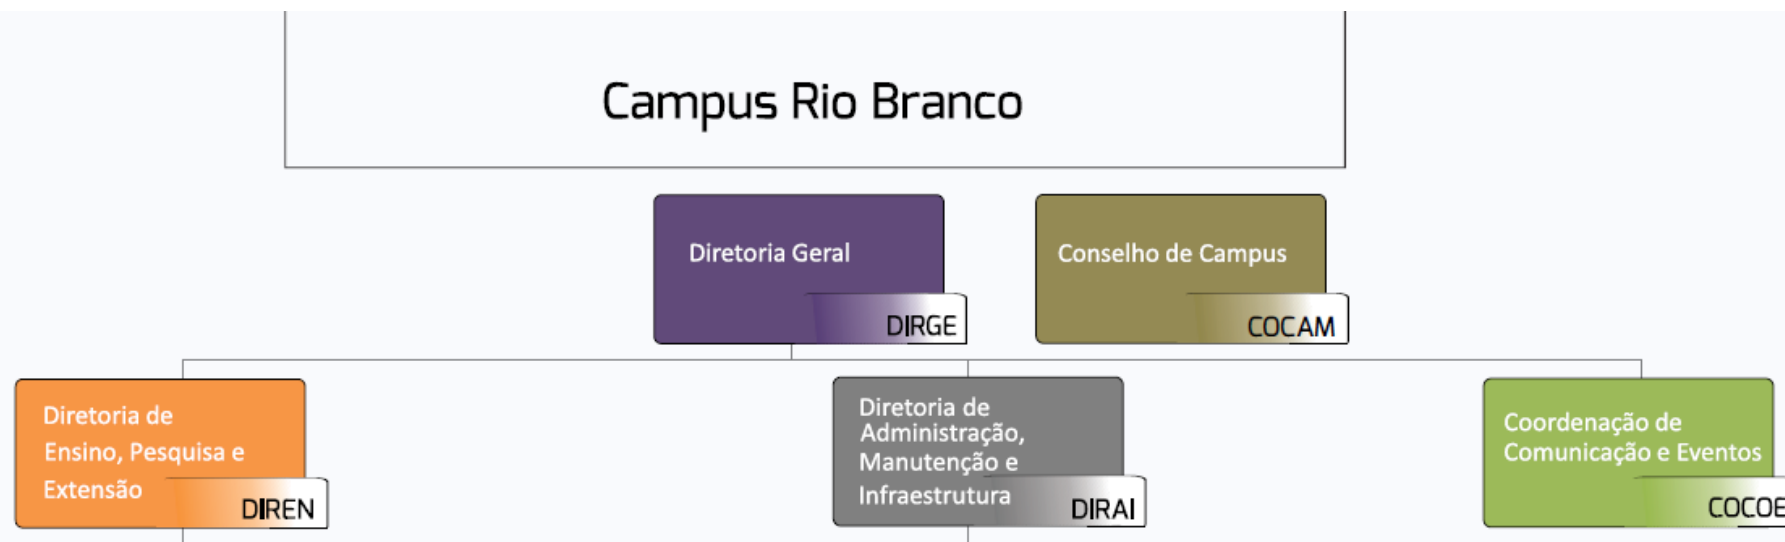 Campus Rio Branco
Diretoria Geral
DIRGE
Conselho de Campus
COCAM
Diretoria de
Ensino, Pesquisa e
Extensão
DIREN
Diretoria de
Administração,
Manutenção e
Infraestrutura
DIRAI
Coordenação de
Comunicação e Eventos
COCOE